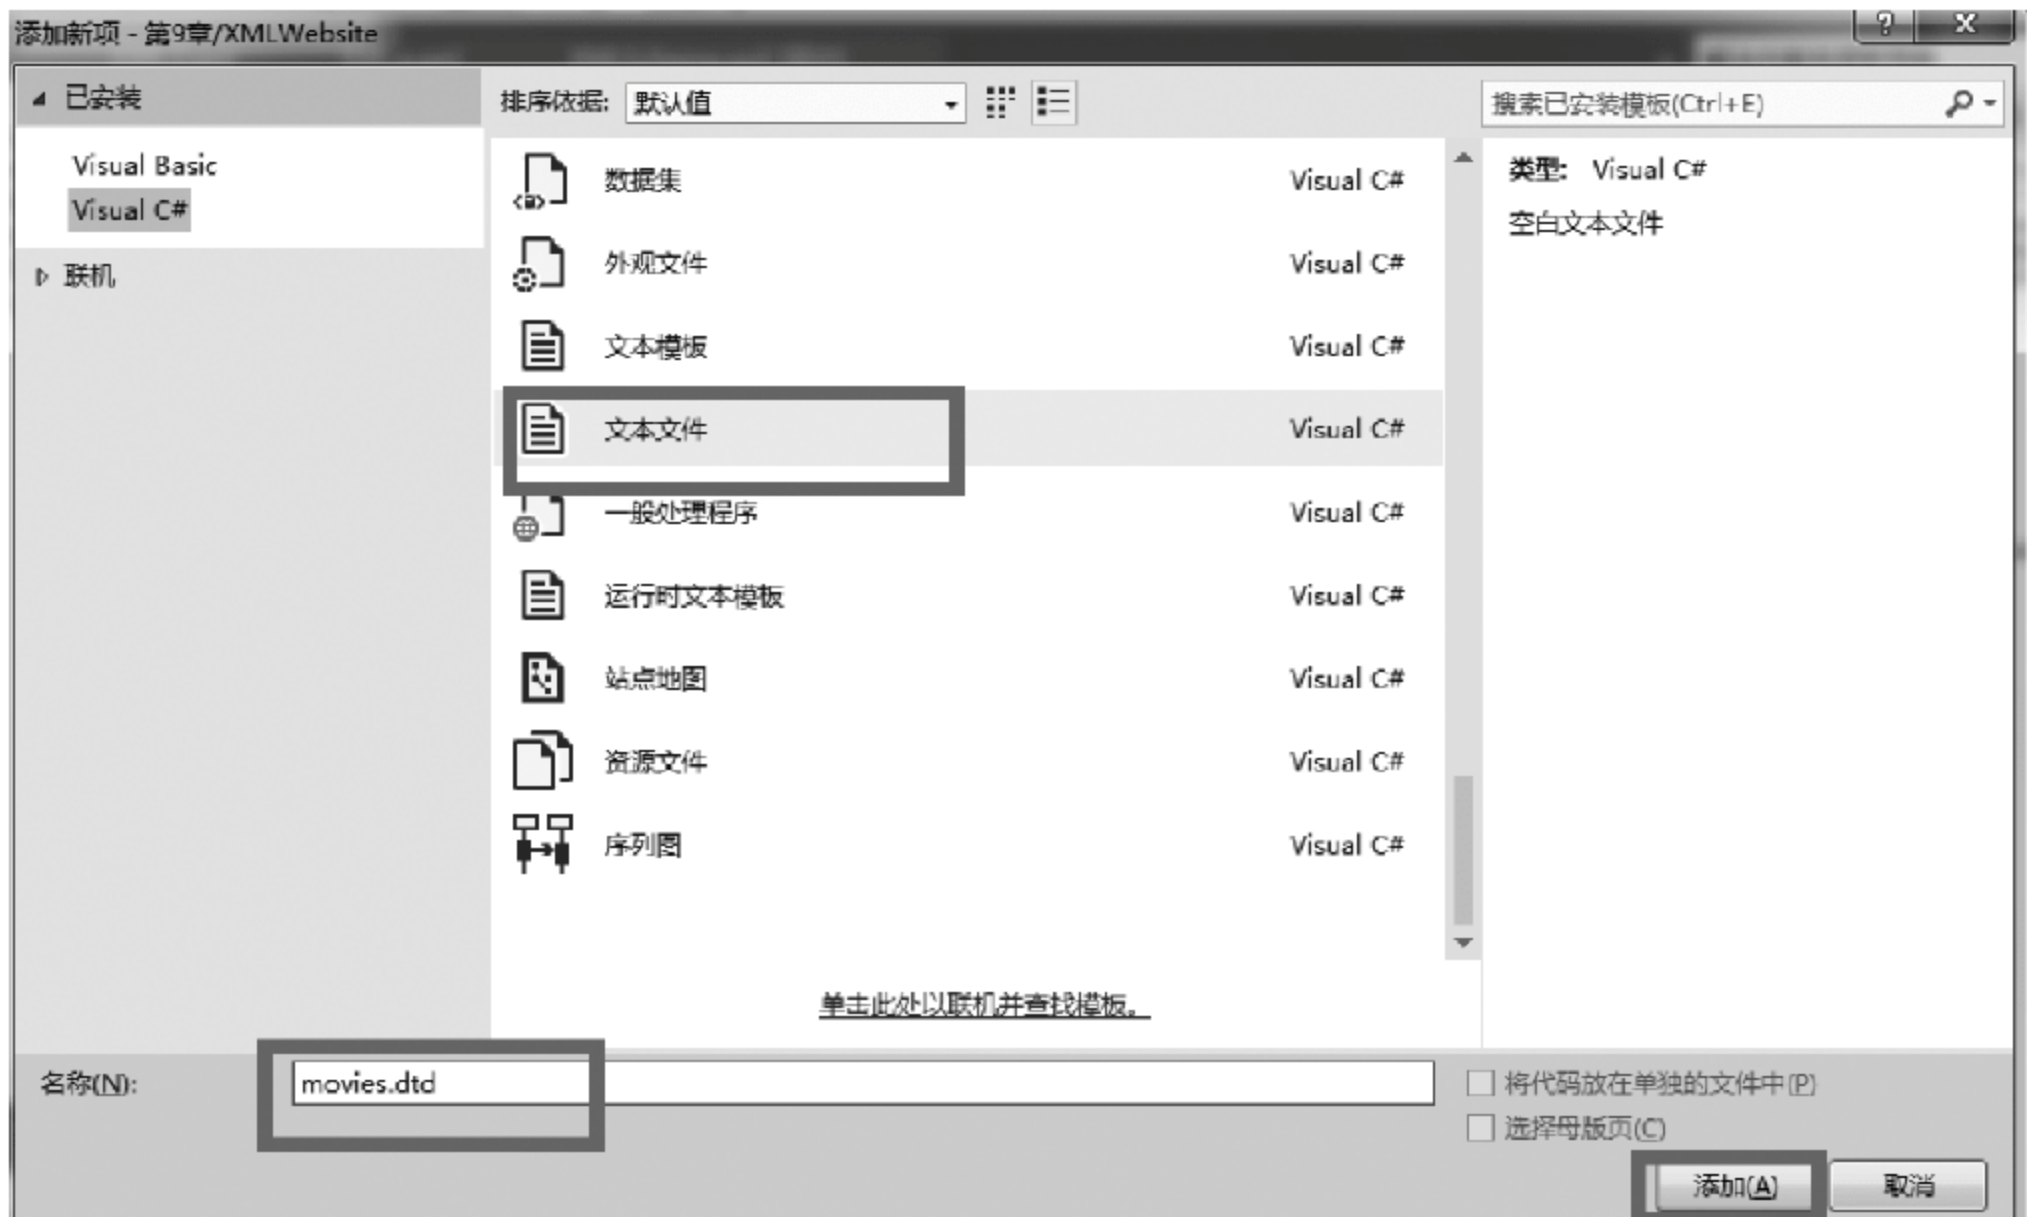 添加新项 - 第9章/XMLWebsite
已安装
排序依据: 默认值
搜索已安装模板(Ctrl+E)
Visual Basic
Visual C#
联机
数据集 Visual C#
外观文件 Visual C#
文本模板 Visual C#
文本文件 Visual C#
一般处理程序 Visual C#
运行时文本模板 Visual C#
站点地图 Visual C#
资源文件 Visual C#
序列图 Visual C#
类型: Visual C#
空白文本文件
单击此处以联机并查找模板。
名称(N): movies.dtd
将代码放在单独的文件中(P)
选择母版页(C)
添加(A) 取消